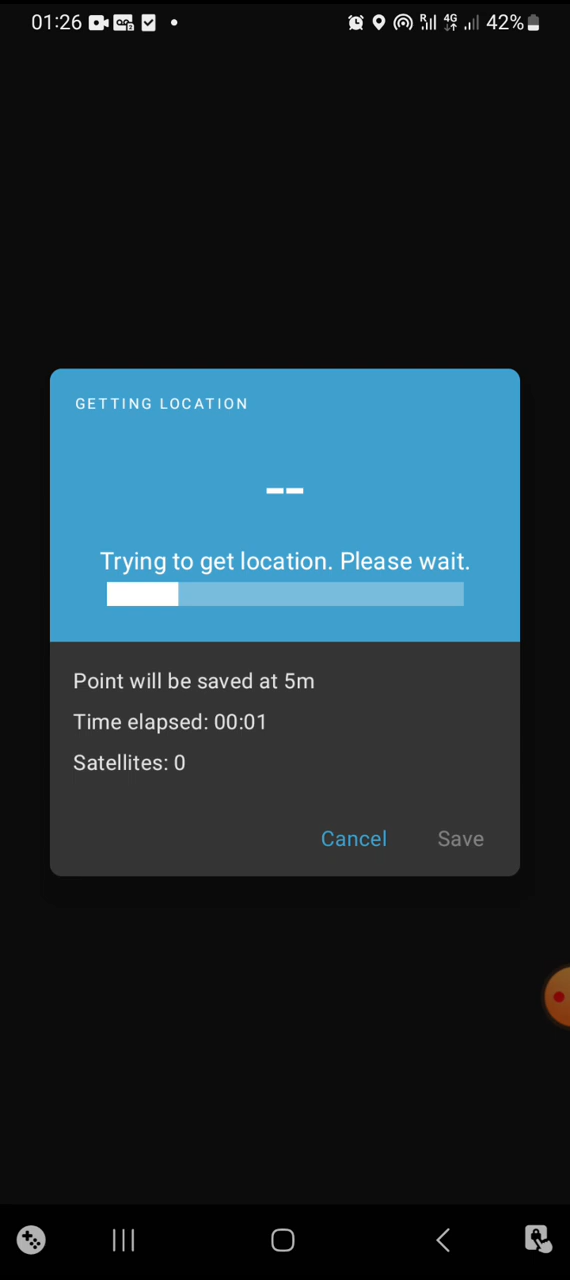 01:26 R 4G 42%
GETTING LOCATION
--
Trying to get location. Please wait.
Point will be saved at 5m
Time elapsed: 00:01
Satellites: 0
Cancel Save